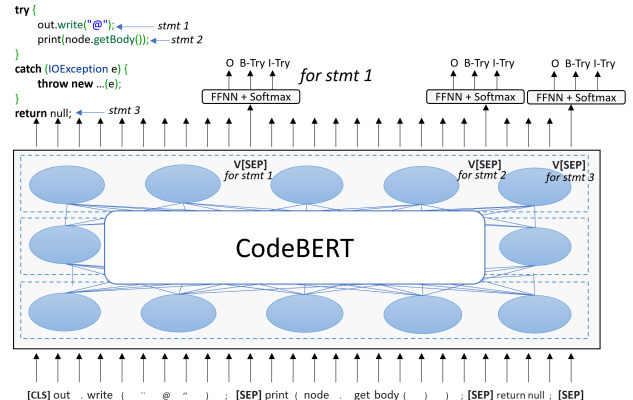 try {
out.write("@"); stmt 1
print(node.getBody()); stmt 2
}
catch (IOException e) {
throw new ...(e);
}
return null; stmt 3
for stmt 1
O B-Try I-Try
FFNN + Softmax
O B-Try I-Try
FFNN + Softmax
O B-Try I-Try
FFNN + Softmax
V[SEP]
for stmt 1
V[SEP]
for stmt 2
V[SEP]
for stmt 3
CodeBERT
[CLS] out . write ( `` @ “ ) ; [SEP] print ( node . get body ( ) ) ; [SEP] return null ; [SEP]